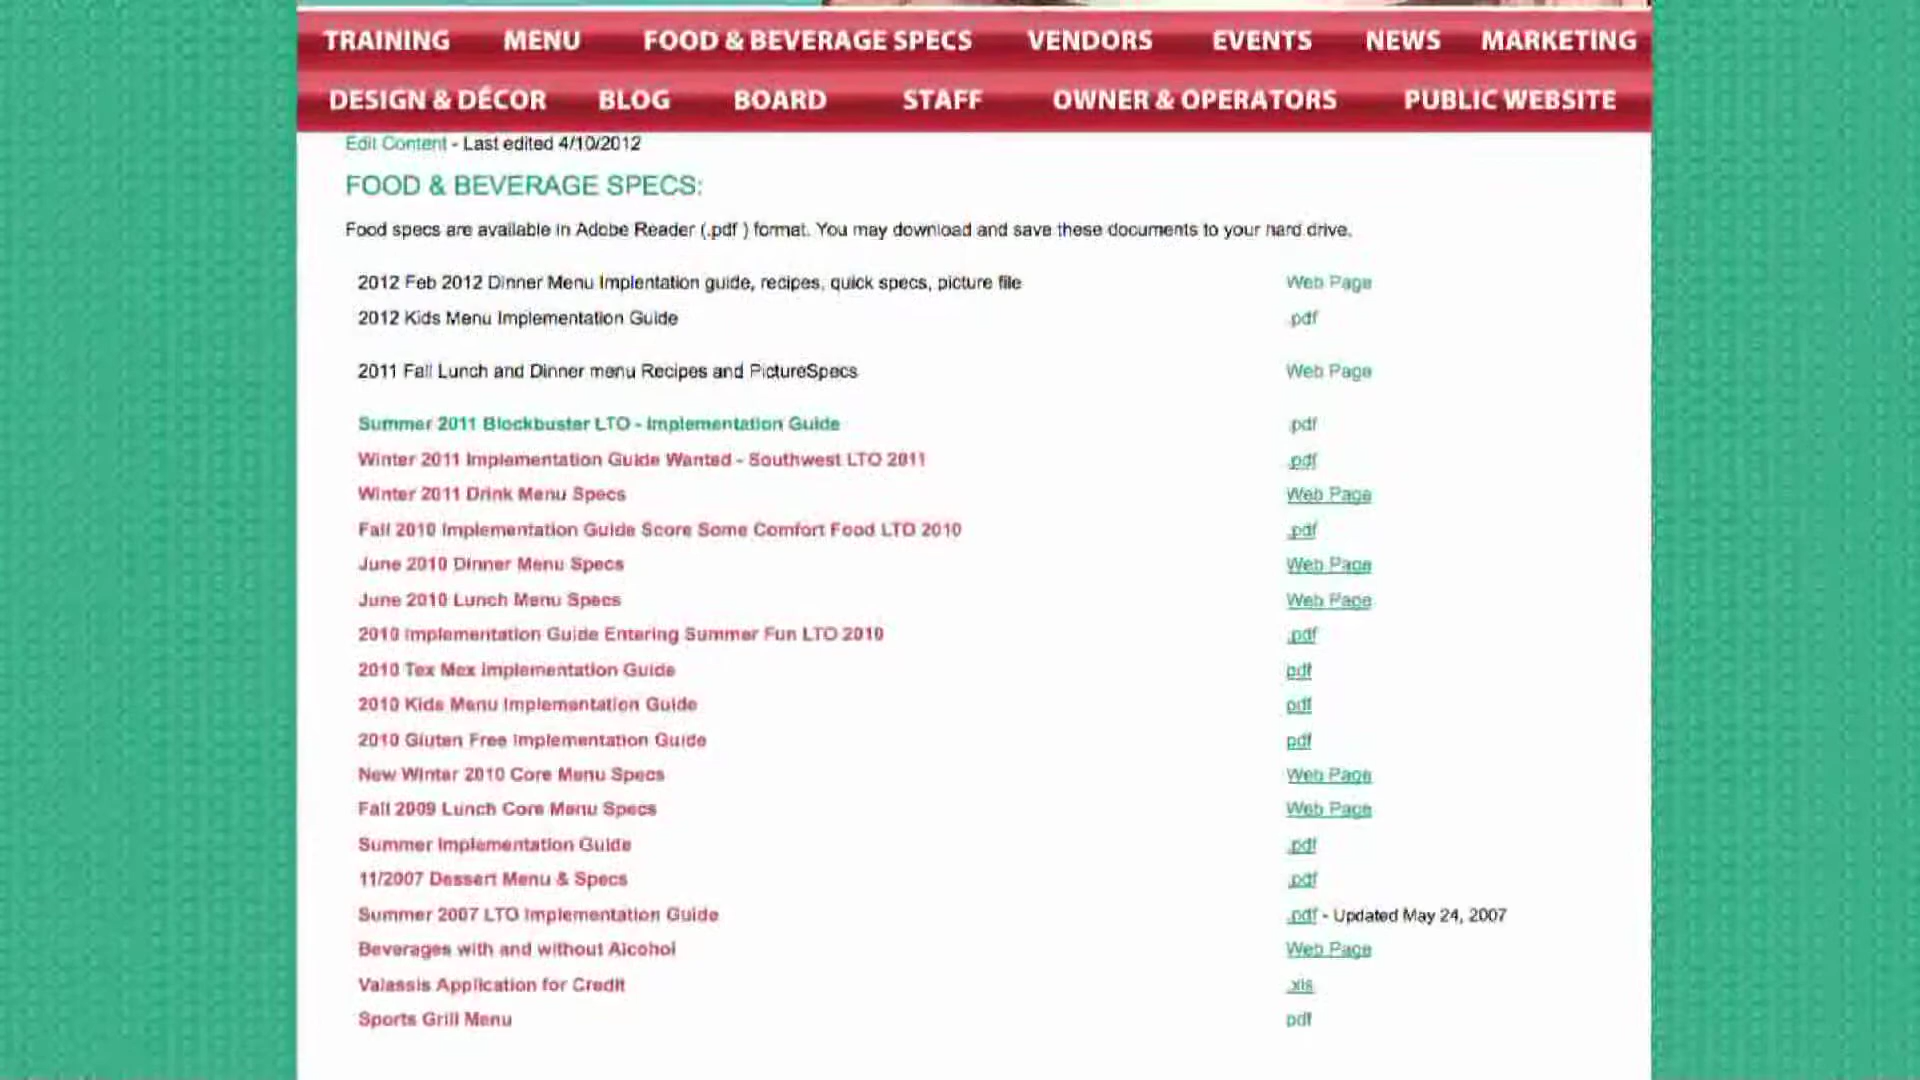 TRAINING MENU FOOD & BEVERAGE SPECS VENDORS EVENTS NEWS MARKETING
DESIGN & DÉCOR BLOG BOARD STAFF OWNER & OPERATORS PUBLIC WEBSITE
Edit Content - Last edited 4/10/2012
FOOD & BEVERAGE SPECS:
Food specs are available in Adobe Reader (.pdf ) format. You may download and save these documents to your hard drive.
2012 Feb 2012 Dinner Menu Implentation guide, recipes, quick specs, picture file Web Page
2012 Kids Menu Implementation Guide .pdf
2011 Fall Lunch and Dinner menu Recipes and PictureSpecs Web Page
Summer 2011 Blockbuster LTO - Implementation Guide .pdf
Winter 2011 Implementation Guide Wanted - Southwest LTO 2011 .pdf
Winter 2011 Drink Menu Specs Web Page
Fall 2010 Implementation Guide Score Some Comfort Food LTO 2010 .pdf
June 2010 Dinner Menu Specs Web Page
June 2010 Lunch Menu Specs Web Page
2010 Implementation Guide Entering Summer Fun LTO 2010 .pdf
2010 Tex Mex Implementation Guide pdf
2010 Kids Menu Implementation Guide pdf
2010 Gluten Free Implementation Guide pdf
New Winter 2010 Core Menu Specs Web Page
Fall 2009 Lunch Core Menu Specs Web Page
Summer Implementation Guide .pdf
11/2007 Dessert Menu & Specs .pdf
Summer 2007 LTO Implementation Guide .pdf - Updated May 24, 2007
Beverages with and without Alcohol Web Page
Valassis Application for Credit .xls
Sports Grill Menu pdf